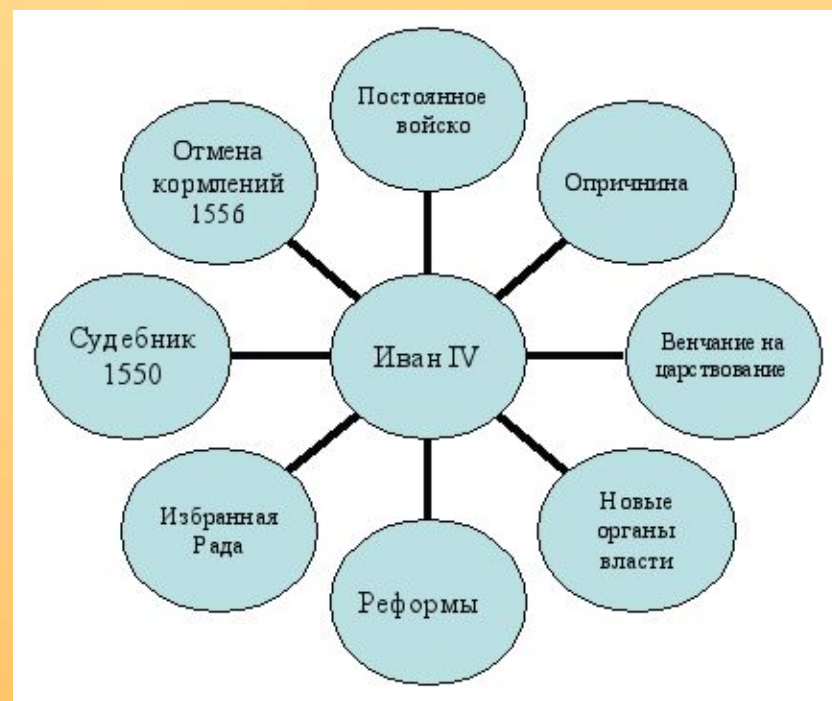 Постоянное
войско
Отмена
кормлений
1556
Опричнина
Судебник
1550
Иван IV
Венчание на
царствование
Избранная
Рада
Новые
органы
власти
Реформы